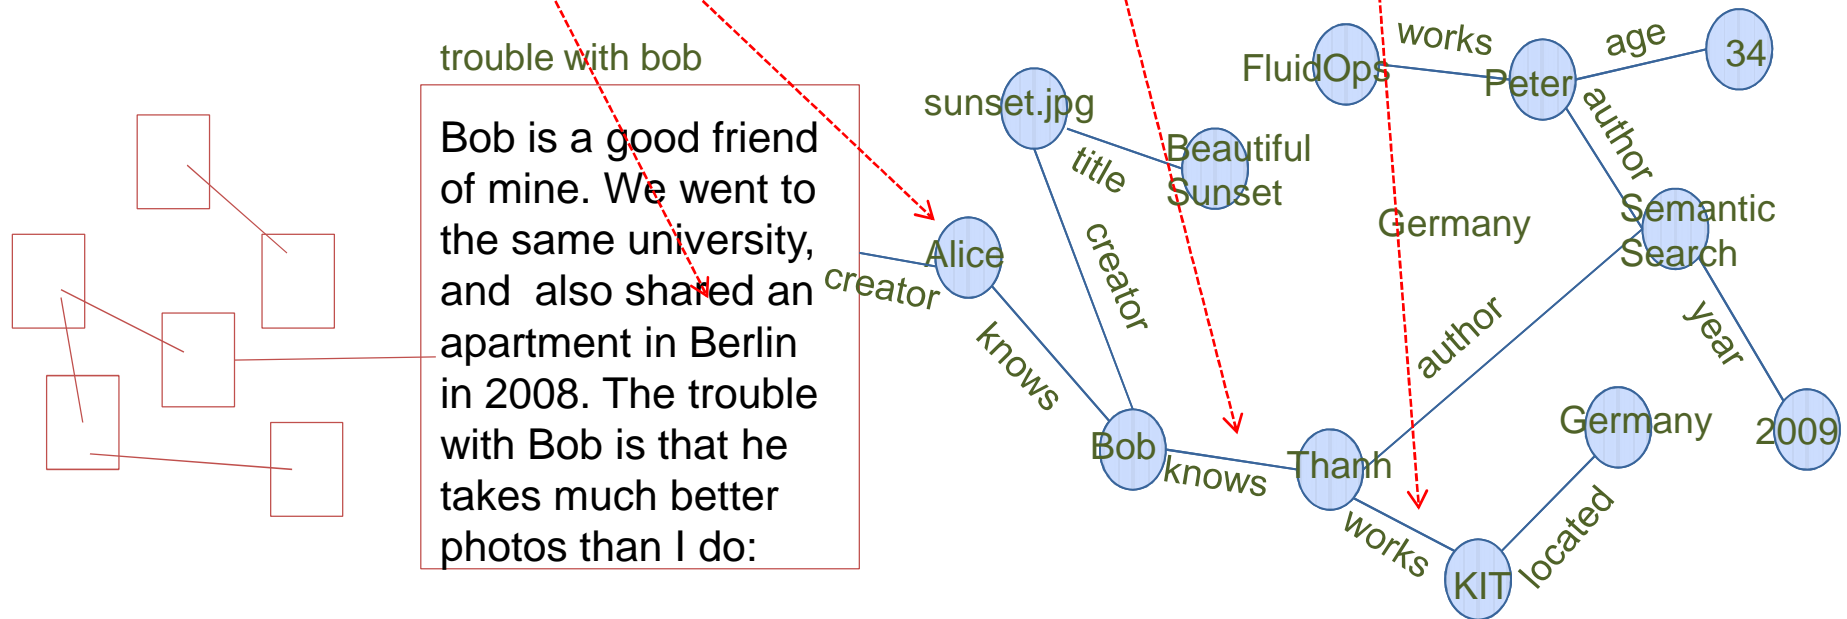 trouble with bob
Bob is a good friend
of mine. We went to
the same university,
and  also shared an
apartment in Berlin
in 2008. The trouble
with Bob is that he
takes much better
photos than I do:
creator
Alice
knows
sunset.jpg
title
Beautiful
Sunset
creator
Bob
knows
Thanh
works
KIT
located
Germany
author
Germany
FluidOps
works
Peter
age
34
author
Semantic
Search
year
2009